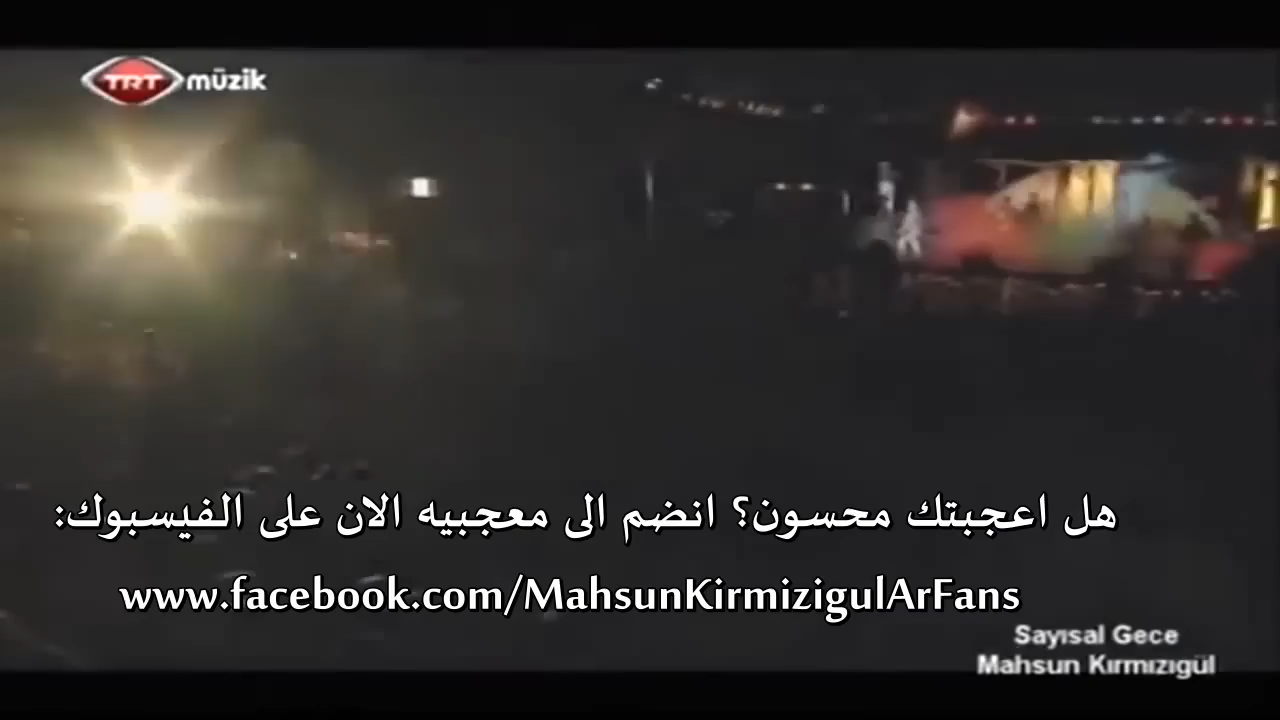 TRT müzik
هل اعجبتك محسون؟ انضم الى معجبيه الان على الفيسبوك:
www.facebook.com/MahsunKirmizigulArFans
Sayısal Gece
Mahsun Kırmızıgül